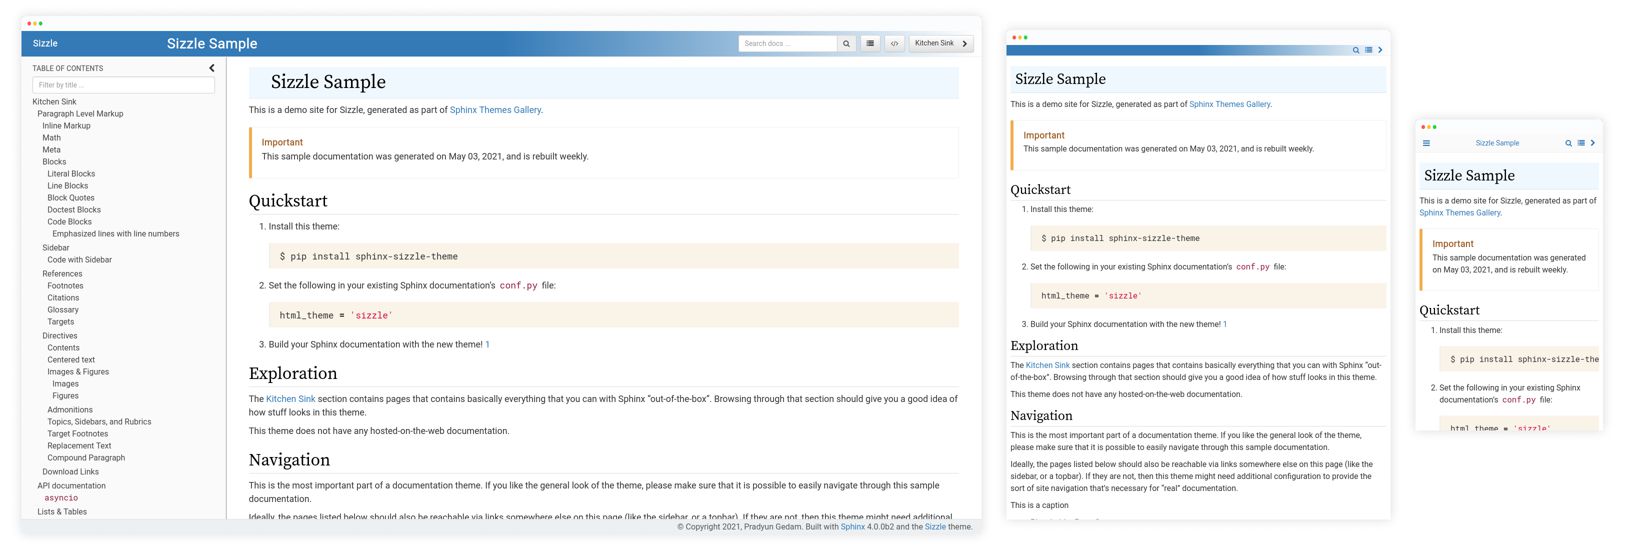 Sizzle
Sizzle Sample
Search docs ...
Kitchen Sink
TABLE OF CONTENTS
Filter by title ...
Kitchen Sink
Paragraph Level Markup
Inline Markup
Math
Meta
Blocks
Literal Blocks
Line Blocks
Block Quotes
Doctest Blocks
Code Blocks
Emphasized lines with line numbers
Sidebar
Code with Sidebar
References
Footnotes
Citations
Glossary
Targets
Directives
Contents
Centered text
Images & Figures
Images
Figures
Admonitions
Topics, Sidebars, and Rubrics
Target Footnotes
Replacement Text
Compound Paragraph
Download Links
API documentation
asyncio
Lists & Tables
Sizzle Sample
This is a demo site for Sizzle, generated as part of Sphinx Themes Gallery.
Important
This sample documentation was generated on May 03, 2021, and is rebuilt weekly.
Quickstart
1. Install this theme:
$ pip install sphinx-sizzle-theme
2. Set the following in your existing Sphinx documentation's conf.py file:
html_theme = 'sizzle'
3. Build your Sphinx documentation with the new theme! 1
Exploration
The Kitchen Sink section contains pages that contains basically everything that you can with Sphinx “out-of-the-box”. Browsing through that section should give you a good idea of
how stuff looks in this theme.
This theme does not have any hosted-on-the-web documentation.
Navigation
This is the most important part of a documentation theme. If you like the general look of the theme, please make sure that it is possible to easily navigate through this sample
documentation.
Ideally, the pages listed below should also be reachable via links somewhere else on this page (like the sidebar, or a topbar). If they are not, then this theme might need additional
© Copyright 2021, Pradyun Gedam. Built with Sphinx 4.0.0b2 and the Sizzle theme.
Sizzle Sample
This is a demo site for Sizzle, generated as part of Sphinx Themes Gallery.
Important
This sample documentation was generated on May 03, 2021, and is rebuilt weekly.
Quickstart
1. Install this theme:
$ pip install sphinx-sizzle-theme
2. Set the following in your existing Sphinx documentation's conf.py file:
html_theme = 'sizzle'
3. Build your Sphinx documentation with the new theme! 1
Exploration
The Kitchen Sink section contains pages that contains basically everything that you can with Sphinx “out-
of-the-box”. Browsing through that section should give you a good idea of how stuff looks in this theme.
This theme does not have any hosted-on-the-web documentation.
Navigation
This is the most important part of a documentation theme. If you like the general look of the theme,
please make sure that it is possible to easily navigate through this sample documentation.
Ideally, the pages listed below should also be reachable via links somewhere else on this page (like the
sidebar, or a topbar). If they are not, then this theme might need additional configuration to provide the
sort of site navigation that's necessary for “real” documentation.
This is a caption
Sizzle Sample
Sizzle Sample
This is a demo site for Sizzle, generated as part of
Sphinx Themes Gallery.
Important
This sample documentation was generated
on May 03, 2021, and is rebuilt weekly.
Quickstart
1. Install this theme:
$ pip install sphinx-sizzle-the
2. Set the following in your existing Sphinx
documentation's conf.py file:
html_theme = 'sizzle'